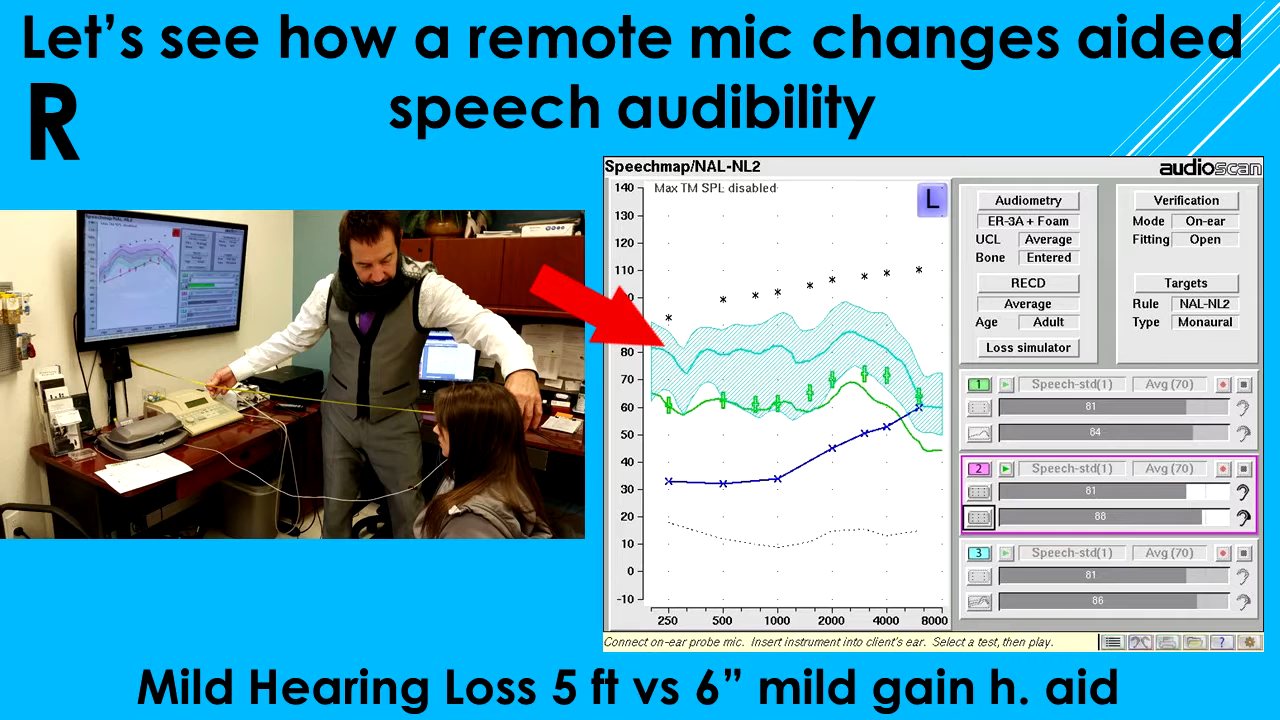 Let's see how a remote mic changes aided
speech audibility
R
Speechmap/NAL-NL2
audioscan
Max TM SPL disabled
L
140
130
120
110
80
70
60
50
40
30
20
10
0
-10
250 500 1000 2000 4000 8000
Audiometry
ER-3A + Foam
UCL Average
Bone Entered
RECD
Average
Age Adult
Loss simulator
Verification
Mode On-ear
Fitting Open
Targets
Rule NAL-NL2
Type Monaural
1 Speech-std(1) Avg (70)
81
84
2 Speech-std(1) Avg (70)
81
88
3 Speech-std(1) Avg (70)
81
86
Connect on-ear probe mic. Insert instrument into client's ear. Select a test, then play.
?
Mild Hearing Loss 5 ft vs 6” mild gain h. aid